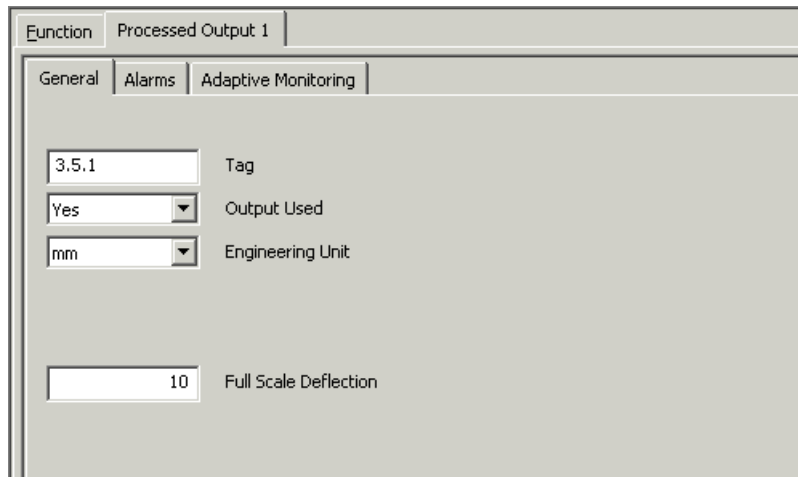 Function Processed Output 1
General Alarms Adaptive Monitoring
3.5.1 Tag
Yes Output Used
mm Engineering Unit
10 Full Scale Deflection